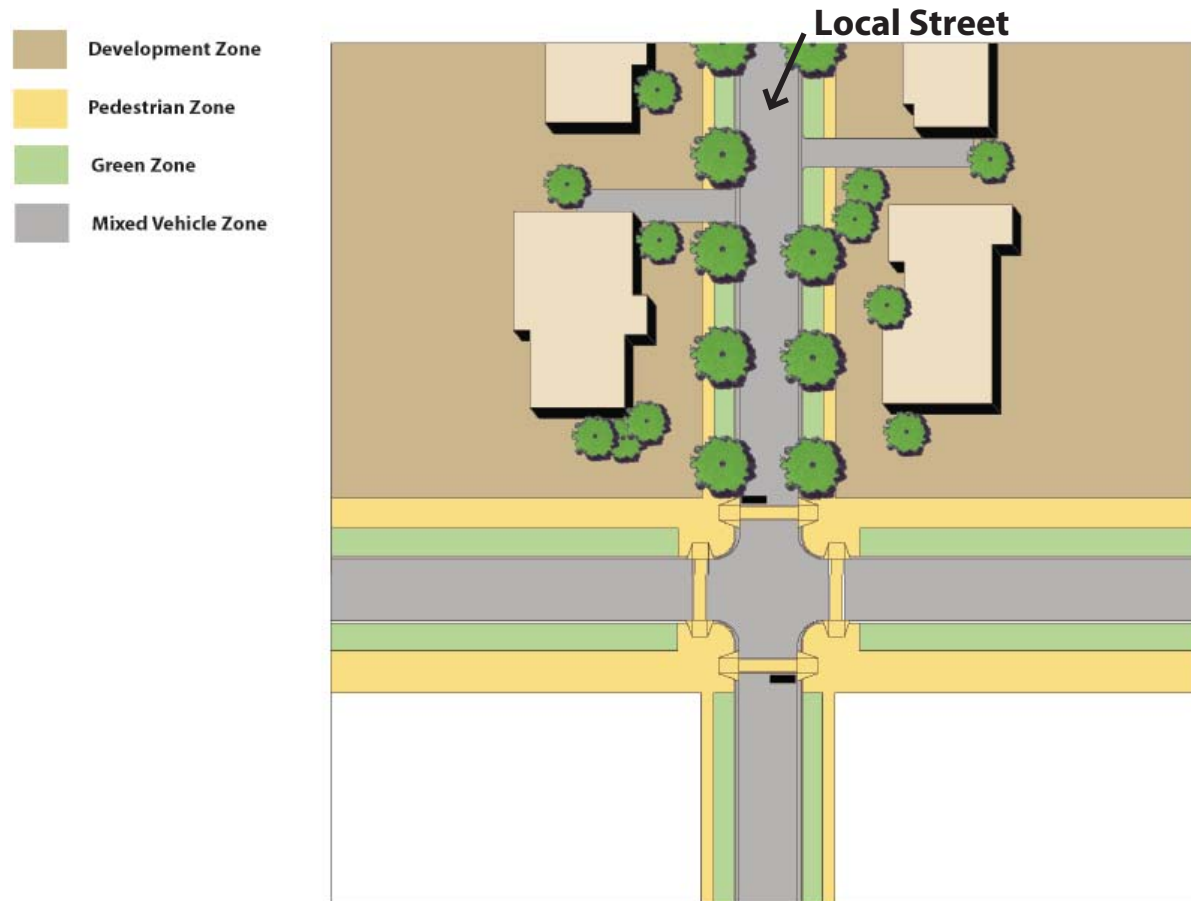 Local Street
Development Zone
Pedestrian Zone
Green Zone
Mixed Vehicle Zone